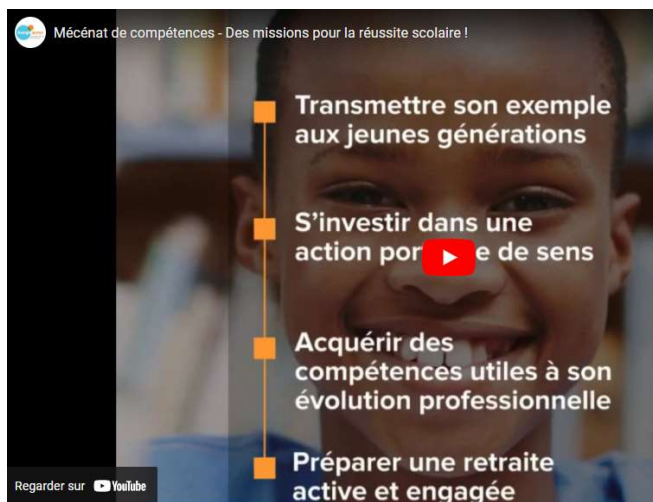 Mécénat de compétences - Des missions pour la réussite scolaire !
Transmettre son exemple
aux jeunes générations
S'investir dans une
action de sens
Acquérir des
compétences utiles à son
évolution professionnelle
Préparer une retraite
active et engagée
Regarder sur YouTube